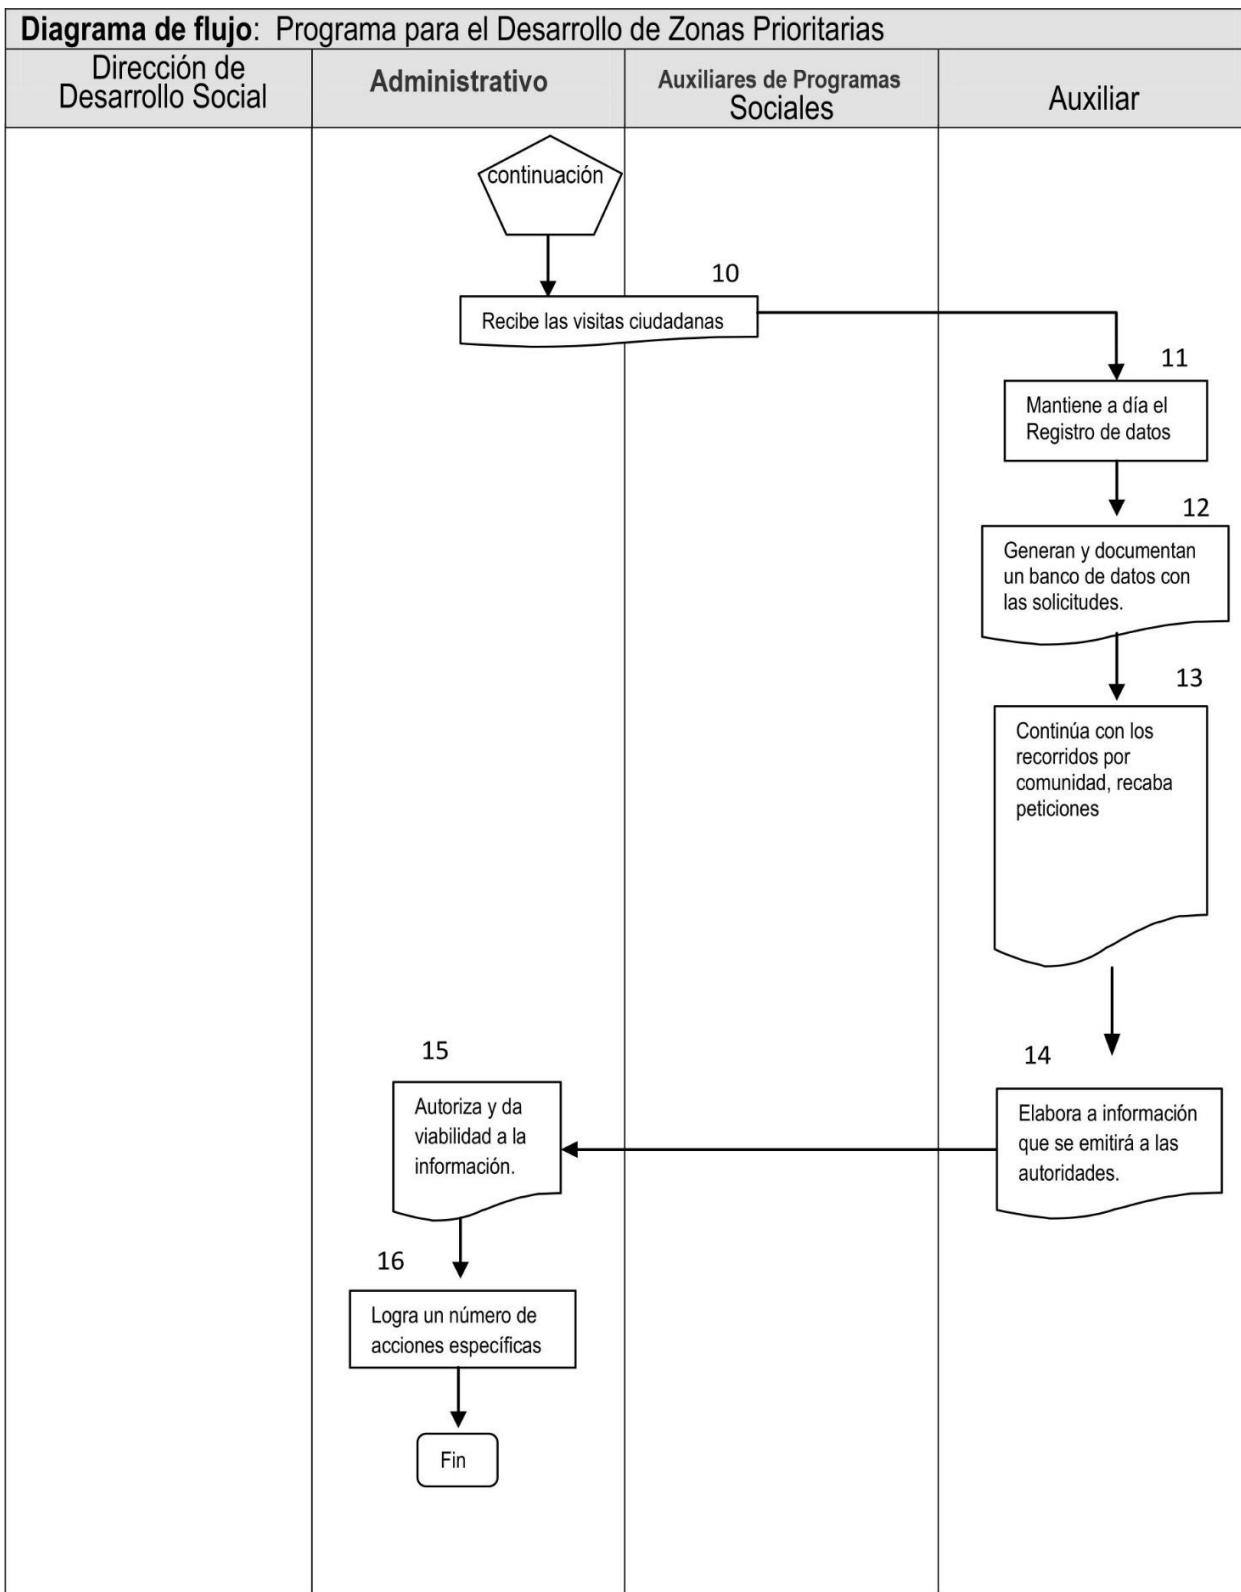 Diagrama de flujo: Programa para el Desarrollo de Zonas Prioritarias
Dirección de
Desarrollo Social
Administrativo
Auxiliares de Programas
Sociales
Auxiliar
continuación
10
Recibe las visitas ciudadanas
11
Mantiene a día el
Registro de datos
12
Generan y documentan
un banco de datos con
las solicitudes.
13
Continúa con los
recorridos por
comunidad, recaba
peticiones
14
Elabora a información
que se emitirá a las
autoridades.
15
Autoriza y da
viabilidad a la
información.
16
Logra un número de
acciones específicas
Fin